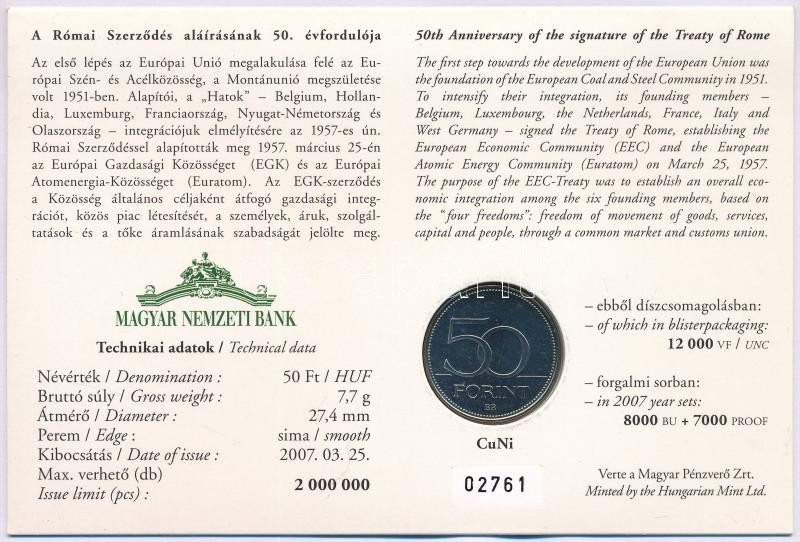 A Római Szerződés aláírásának 50. évfordulója
Az első lépés az Európai Unió megalakulása felé az Eu-
rópai Szén- és Acélközösség, a Montánunió megszületése
volt 1951-ben. Alapítói, a „Hatok” – Belgium, Hollan-
dia, Luxemburg, Franciaország, Nyugat-Németország és
Olaszország – integrációjuk elmélyítésére az 1957-es ún.
Római Szerződéssel alapították meg 1957. március 25-én
az Európai Gazdasági Közösséget (EGK) és az Európai
Atomenergia-Közösséget (Euratom). Az EGK-szerződés
a Közösség általános céljaként átfogó gazdasági integ-
rációt, közös piac létesítését, a személyek, áruk, szolgál-
tatások és a tőke áramlásának szabadságát jelölte meg.
50th Anniversary of the signature of the Treaty of Rome
The first step towards the development of the European Union was
the foundation of the European Coal and Steel Community in 1951.
To intensify their integration, its founding members –
Belgium, Luxembourg, the Netherlands, France, Italy and
West Germany – signed the Treaty of Rome, establishing the
European Economic Community (EEC) and the European
Atomic Energy Community (Euratom) on March 25, 1957.
The purpose of the EEC-Treaty was to establish an overall eco-
nomic integration among the six founding members, based on
the “four freedoms”: freedom of movement of goods, services,
capital and people, through a common market and customs union.
MAGYAR NEMZETI BANK
Technikai adatok / Technical data
Névérték / Denomination : 50 Ft / HUF
Bruttó súly / Gross weight : 7,7 g
Átmérő / Diameter : 27,4 mm
Perem / Edge : sima / smooth
Kibocsátás / Date of issue : 2007. 03. 25.
Max. verhető (db)
Issue limit (pcs) : 2 000 000
50
FORINT
BP.
CuNi
02761
– ebből díszcsomagolásban:
– of which in blisterpackaging:
12 000 VF / UNC
– forgalmi sorban:
– in 2007 year sets:
8000 BU + 7000 PROOF
Verte a Magyar Pénzverő Zrt.
Minted by the Hungarian Mint Ltd.